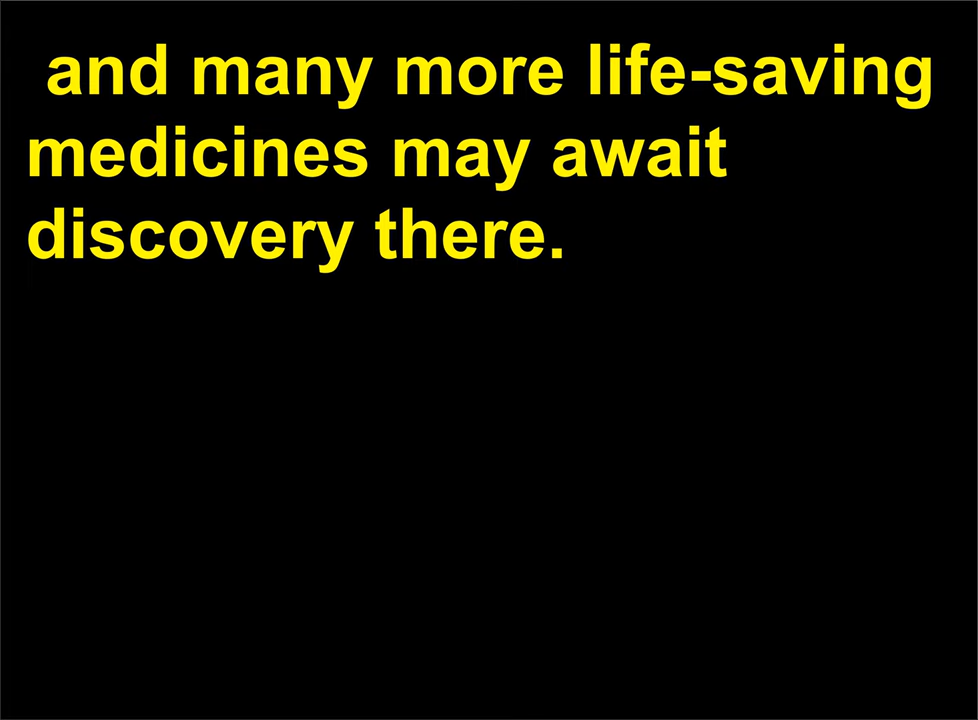 and many more life-saving
medicines may await
discovery there.